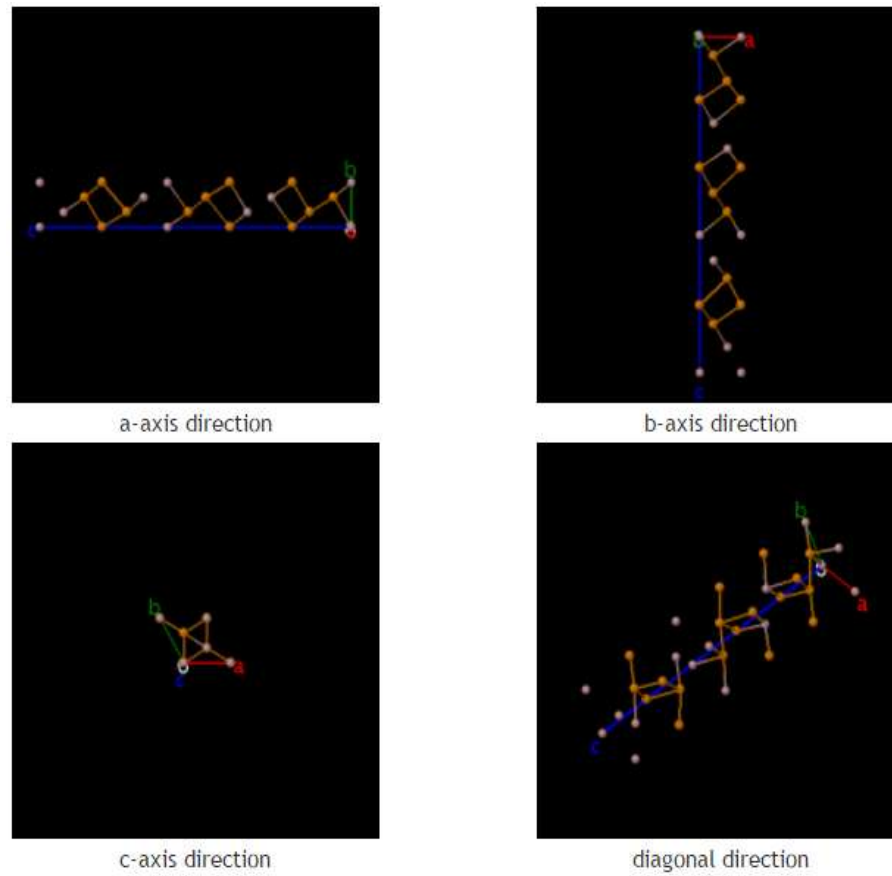 b
c
a
a
c
a-axis direction
b-axis direction
b
a
c
b
a
c
c-axis direction
diagonal direction